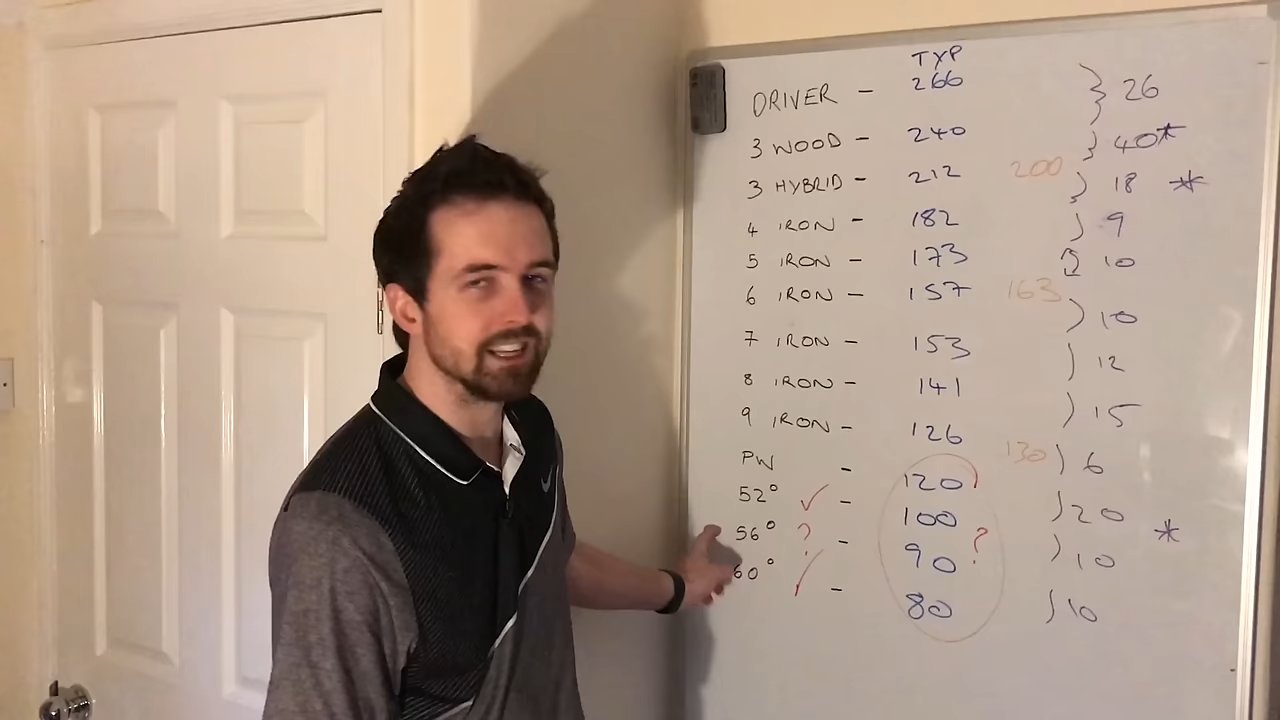 TYP
DRIVER - 266 } 26
3 WOOD - 240 } 40*
3 HYBRID - 212 200 } 18 *
4 IRON - 182 ) 9
5 IRON - 173 10
6 IRON - 157 163 ) 10
7 IRON - 153 ) 12
8 IRON - 141 ) 15
9 IRON - 126 130 ) 6
PW - 120 ) 20
52° ✓ - 100 ) 10 *
56° ? - 90 ? ) 10
60° ✓ - 80